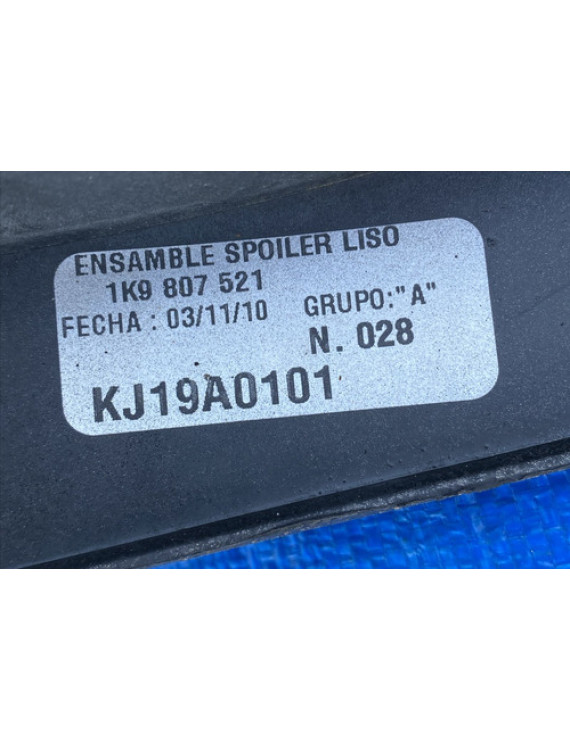 ENSAMBLE SPOILER LISO
1K9 807 521
FECHA : 03/11/10 GRUPO:"A"
N. 028
KJ19A0101